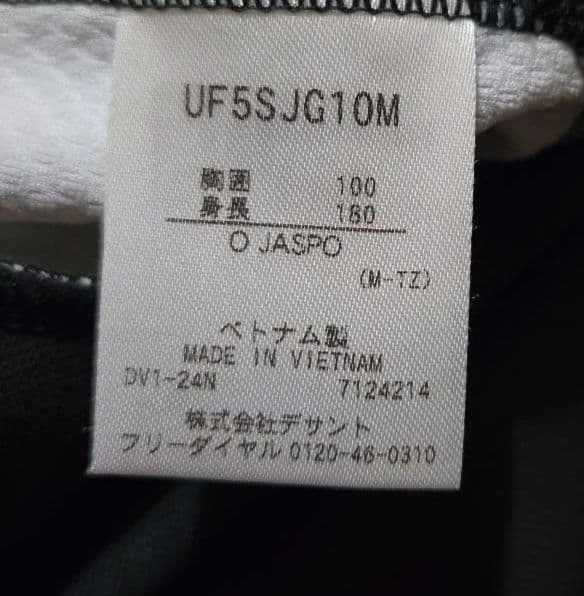 UF5SJG10M
胸囲 100
身長 180
O JASPO
(M-TZ)
ベトナム製
MADE IN VIETNAM
DV1-24N 7124214
株式会社デサント
フリーダイヤル 0120-46-0310